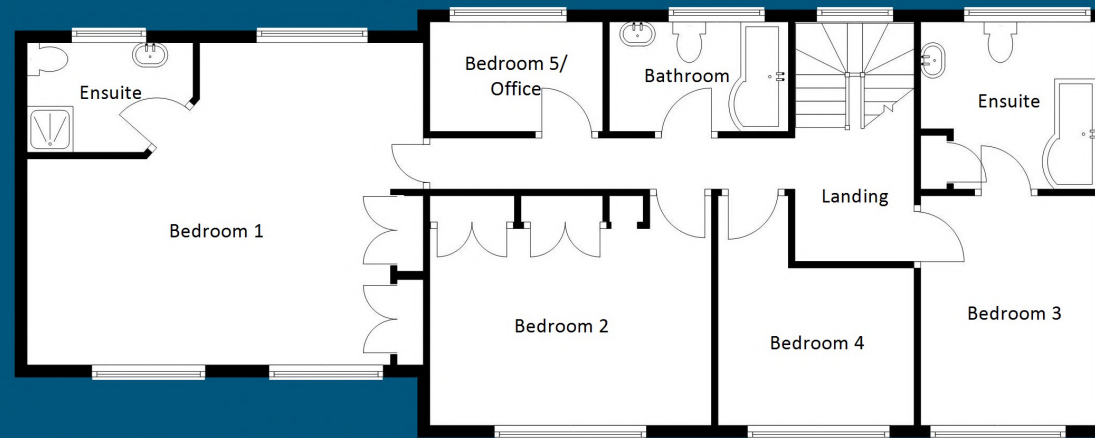 Ensuite
Bedroom 5/
Office
Bathroom
Ensuite
Landing
Bedroom 1
Bedroom 2
Bedroom 4
Bedroom 3